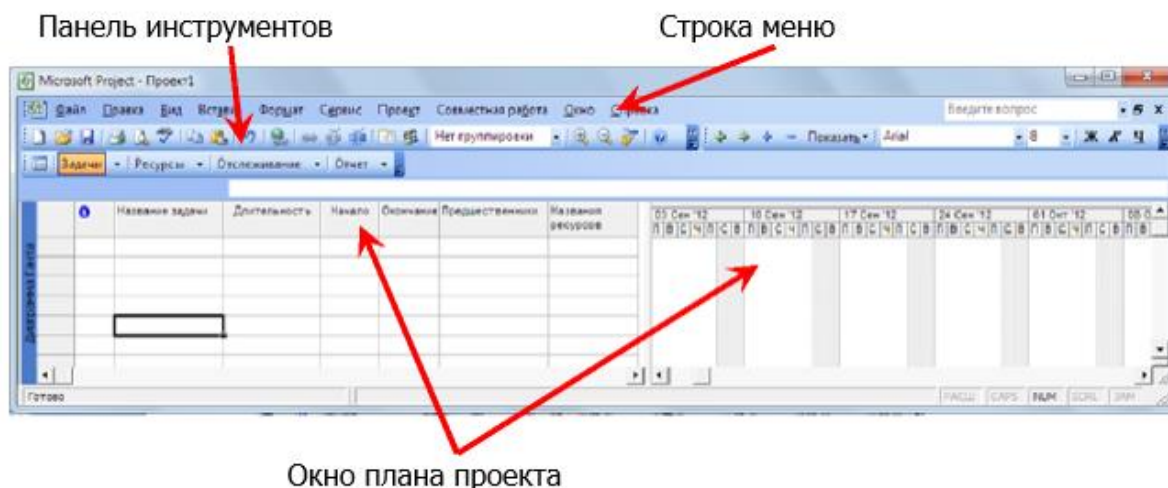 Панель инструментов Строка меню
Microsoft Project - Проект1
Файл Правка Вид Вставка Формат Сервис Проект Совместная работа Окно Справка Введите вопрос
Нет группировки Показать Arial 8 Ж К Ч
Задачи Ресурсы Отслеживание Отчет
Название задачи Длительность Начало Окончание Предшественники Названия ресурсов
03 Сен '12 10 Сен '12 17 Сен '12 24 Сен '12 01 Окт '12 08 О
П В С Ч П С В П В С Ч П С В П В С Ч П С В П В С Ч П С В П В С Ч П С В П В
Диаграмма Ганта
Готово CAPS NUM SCRL
Окно плана проекта